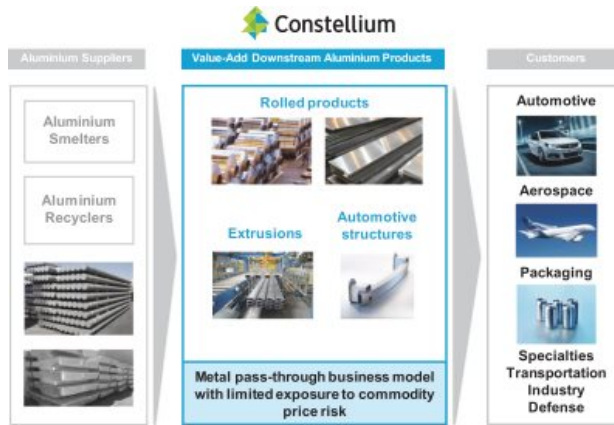 Constellium
Aluminium Suppliers
Value-Add Downstream Aluminium Products
Customers
Aluminium
Smelters
Aluminium
Recyclers
Rolled products
Extrusions
Automotive
structures
Metal pass-through business model
with limited exposure to commodity
price risk
Automotive
Aerospace
Packaging
Specialties
Transportation
Industry
Defense